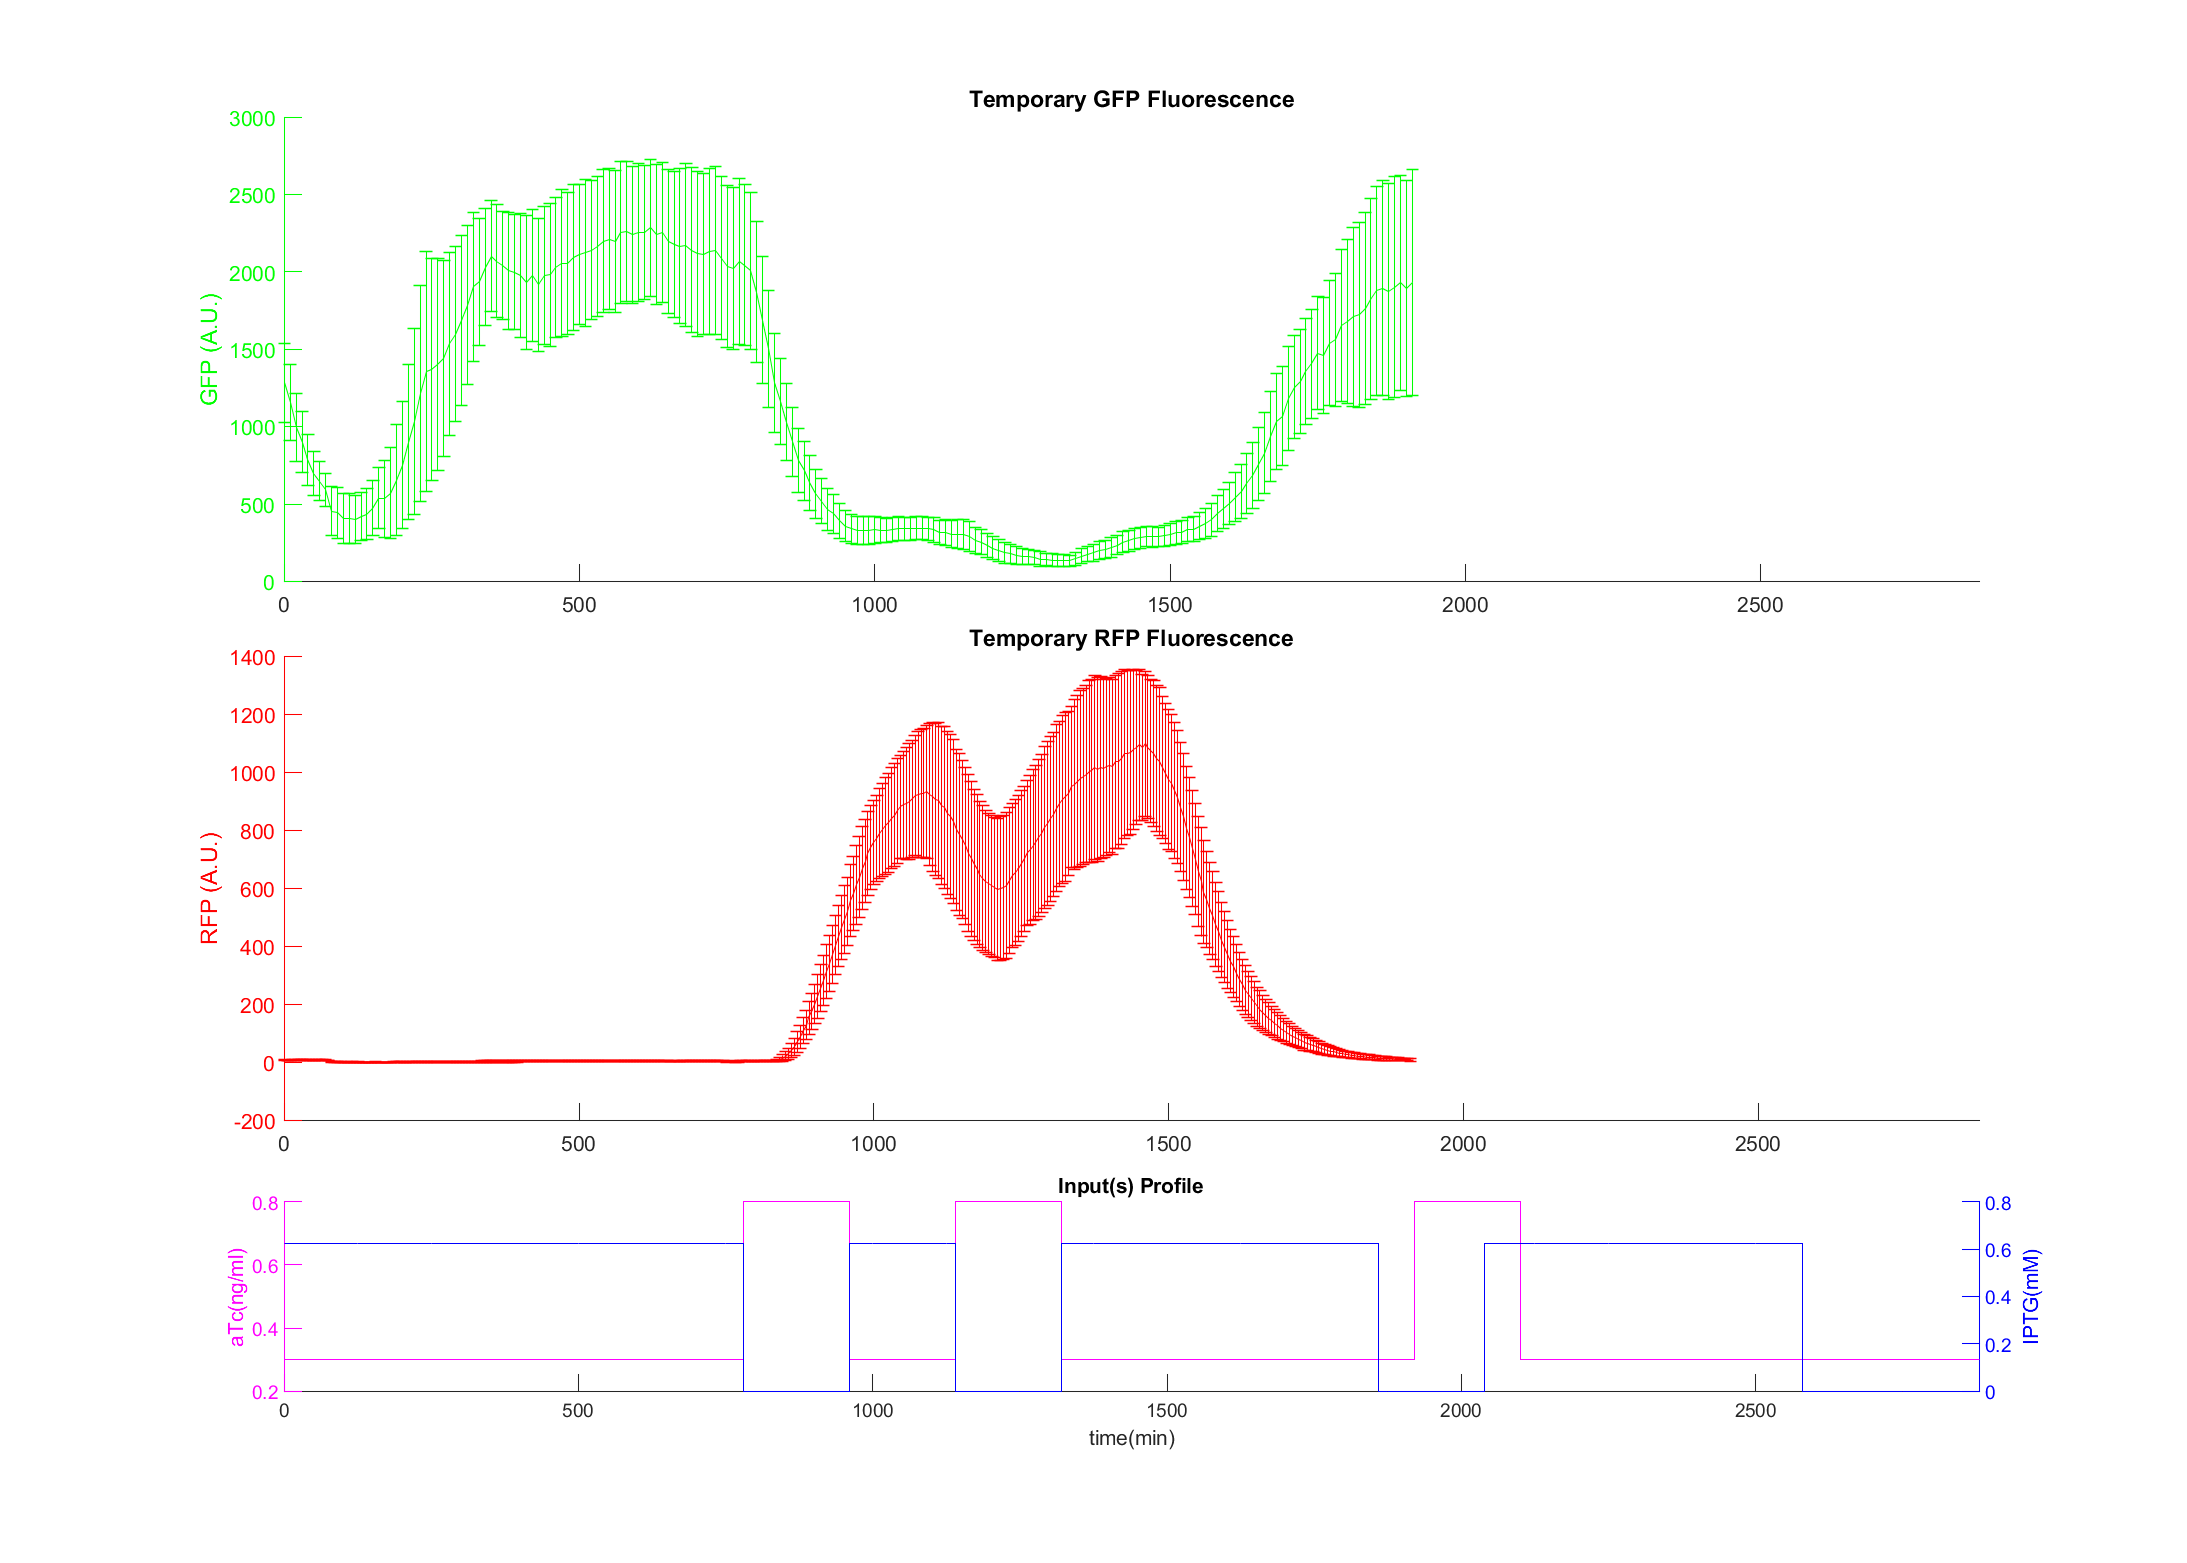 Temporary GFP Fluorescence
3000
2500
2000
1500
1000
500
0
GFP (A.U.)
0 500 1000 1500 2000 2500
Temporary RFP Fluorescence
1400
1200
1000
800
600
400
200
0
-200
RFP (A.U.)
0 500 1000 1500 2000 2500
Input(s) Profile
0.8
0.6
0.4
0.2
aTc(ng/ml)
0.8
0.6
0.4
0.2
0
IPTG(mM)
0 500 1000 1500 2000 2500
time(min)